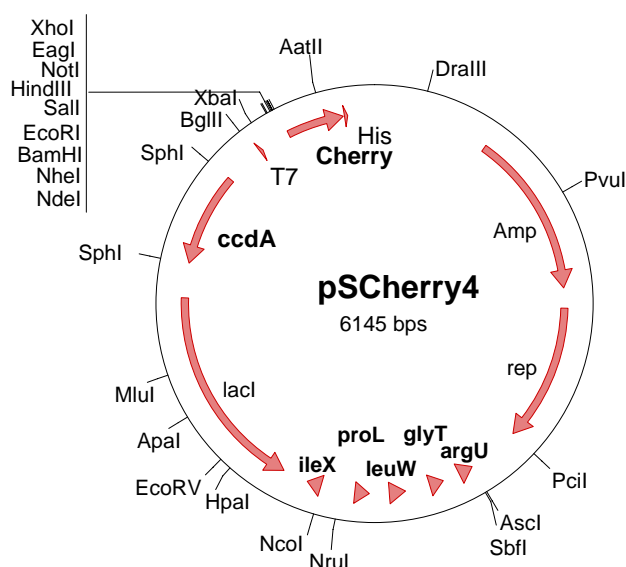 XhoI
EagI
NotI
HindIII
SalI
EcoRI
BamHI
NheI
NdeI
XbaI
BglII
SphI
SphI
AatII
DraIII
PvuI
His
Cherry
T7
ccdA
Amp
pSCherry4
6145 bps
rep
lacI
MluI
ApaI
EcoRV
HpaI
NcoI
NruI
ileX
proL
leuW
glyT
argU
PciI
AscI
SbfI